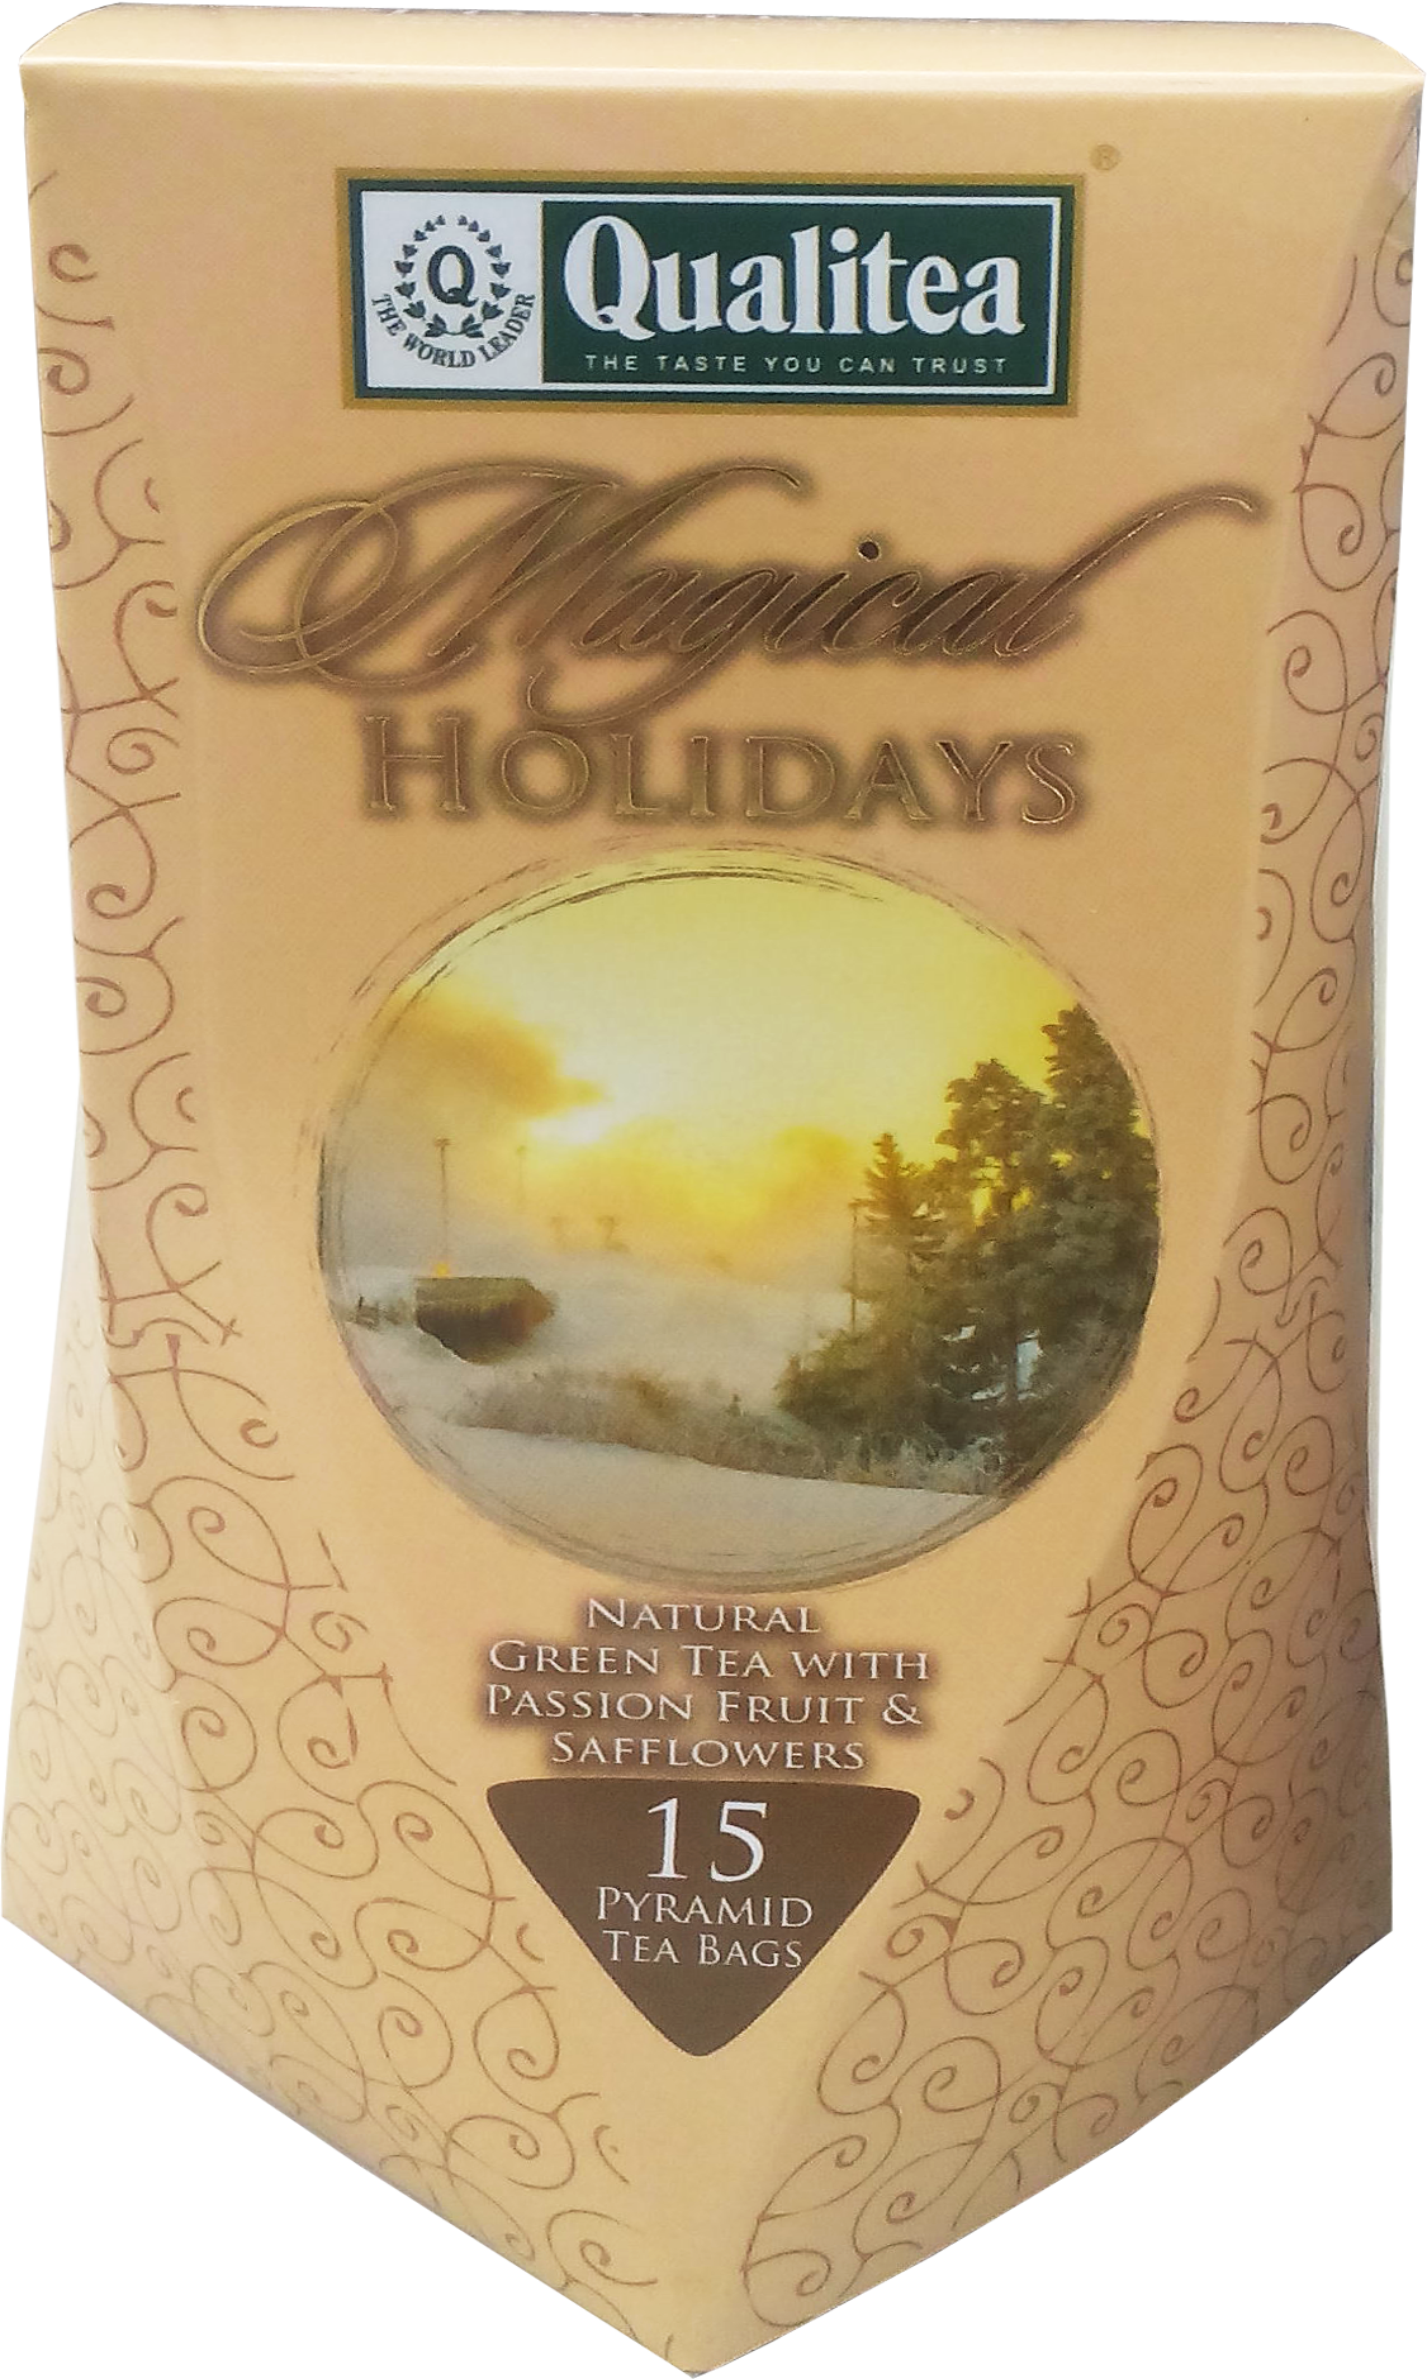 ®
Q
THE WORLD LEADER
Qualitea
THE TASTE YOU CAN TRUST
Magical
HOLIDAYS
NATURAL
GREEN TEA WITH
PASSION FRUIT &
SAFFLOWERS
15
PYRAMID
TEA BAGS